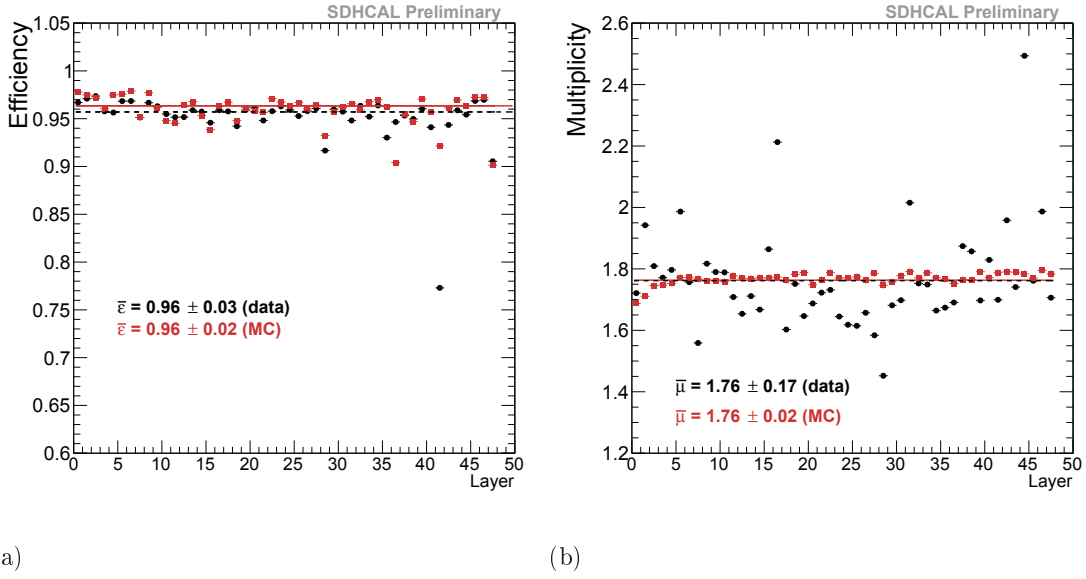 SDHCAL Preliminary
Efficiency
1.05
1
0.95
0.9
0.85
0.8
0.75
0.7
0.65
0.6
ε̅ = 0.96 ± 0.03 (data)
ε̅ = 0.96 ± 0.02 (MC)
0 5 10 15 20 25 30 35 40 45 50
Layer
SDHCAL Preliminary
Multiplicity
2.6
2.4
2.2
2
1.8
1.6
1.4
1.2
μ̅ = 1.76 ± 0.17 (data)
μ̅ = 1.76 ± 0.02 (MC)
0 5 10 15 20 25 30 35 40 45 50
Layer
a)
(b)